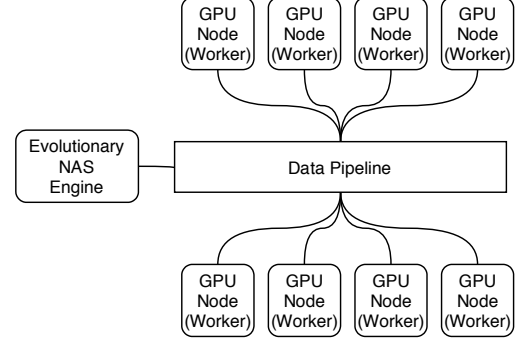 GPU
Node
(Worker)
GPU
Node
(Worker)
GPU
Node
(Worker)
GPU
Node
(Worker)
Evolutionary
NAS
Engine
Data Pipeline
GPU
Node
(Worker)
GPU
Node
(Worker)
GPU
Node
(Worker)
GPU
Node
(Worker)